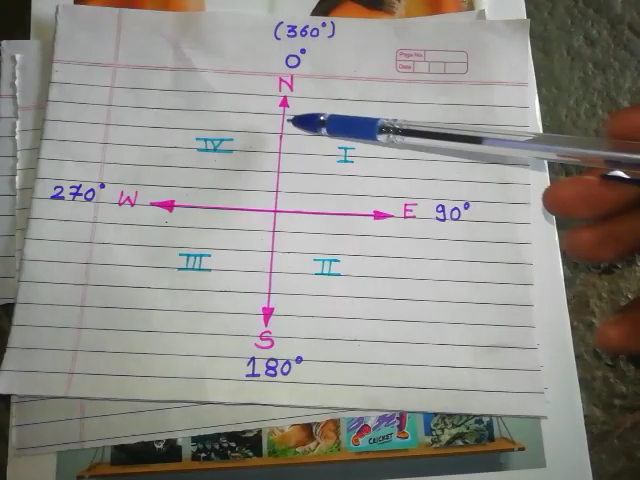 (360°)
0°
Page No.
Date
N
IV
I
270° W
E 90°
III
II
S
180°
CRICKET